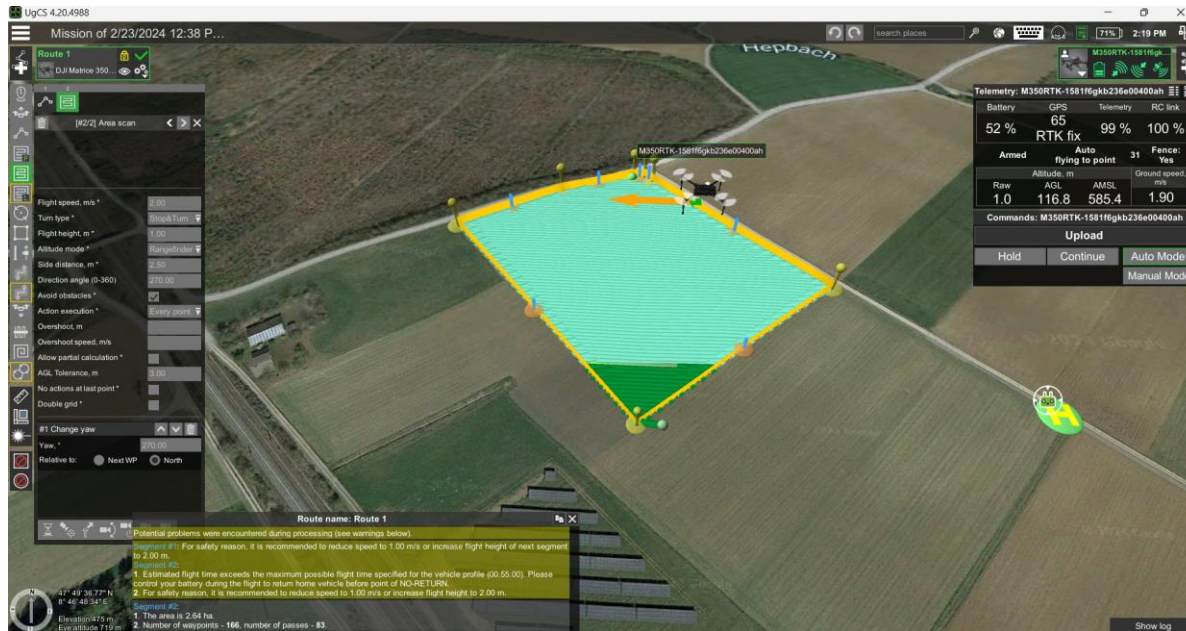 UgCS 4.20.4988
Mission of 2/23/2024 12:38 P...
search places
71%
2:19 PM
Route 1
DJI Matrice 350...
1 2
[#2/2] Area scan
Flight speed, m/s * 2.00
Turn type * Stop&Turn
Flight height, m * 1.00
Altitude mode * Rangefinder
Side distance, m * 2.50
Direction angle (0-360) 270.00
Avoid obstacles *
Action execution * Every point
Overshoot, m
Overshoot speed, m/s
Allow partial calculation *
AGL Tolerance, m 3.00
No actions at last point *
Double grid *
#1 Change yaw
Yaw, * 270.00
Relative to: Next WP North
Hepbach
M350RTK-1581f6gkb236e00400ah
H
M350RTK-1581f6gk...
Telemetry: M350RTK-1581f6gkb236e00400ah
Battery GPS Telemetry RC link
52 % 65 RTK fix 99 % 100 %
Armed Auto flying to point 31 Fence: Yes
Altitude, m Ground speed, m/s
Raw AGL AMSL
1.0 116.8 585.4 1.90
Commands: M350RTK-1581f6gkb236e00400ah
Upload
Hold Continue Auto Mode
Manual Mode
Route name: Route 1
Potential problems were encountered during processing (see warnings below).
Segment #1: For safety reason, it is recommended to reduce speed to 1.00 m/s or increase flight height of next segment
to 2.00 m.
Segment #2:
1. Estimated flight time exceeds the maximum possible flight time specified for the vehicle profile (00:55:00). Please
control your battery during the flight to return home vehicle before point of NO-RETURN.
2. For safety reason, it is recommended to reduce speed to 1.00 m/s or increase flight height to 2.00 m.
Segment #2:
1. The area is 2.64 ha.
2. Number of waypoints - 166, number of passes - 83.
N
47° 49' 36.77" N
8° 46' 48.34" E
Elevation 475 m
Eye altitude 719 m
Show log